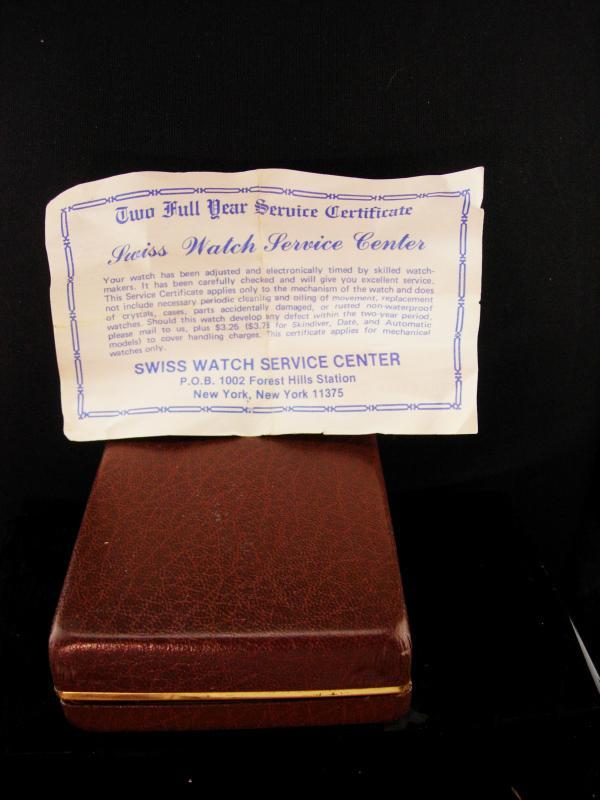 Two Full Year Service Certificate
Swiss Watch Service Center
Your watch has been adjusted and electronically timed by skilled watch-
makers. It has been carefully checked and will give you excellent service.
This Service Certificate applies only to the mechanism of the watch and does
not include necessary periodic cleaning and oiling of movement, replacement
of crystals, cases, parts accidentally damaged, or rusted non-waterproof
watches. Should this watch develop any defect within the two-year period,
please mail to us, plus $3.25 ($3.75 for Skindiver, Date, and Automatic
models) to cover handling charges. This certificate applies for mechanical
watches only.
SWISS WATCH SERVICE CENTER
P.O.B. 1002 Forest Hills Station
New York, New York 11375